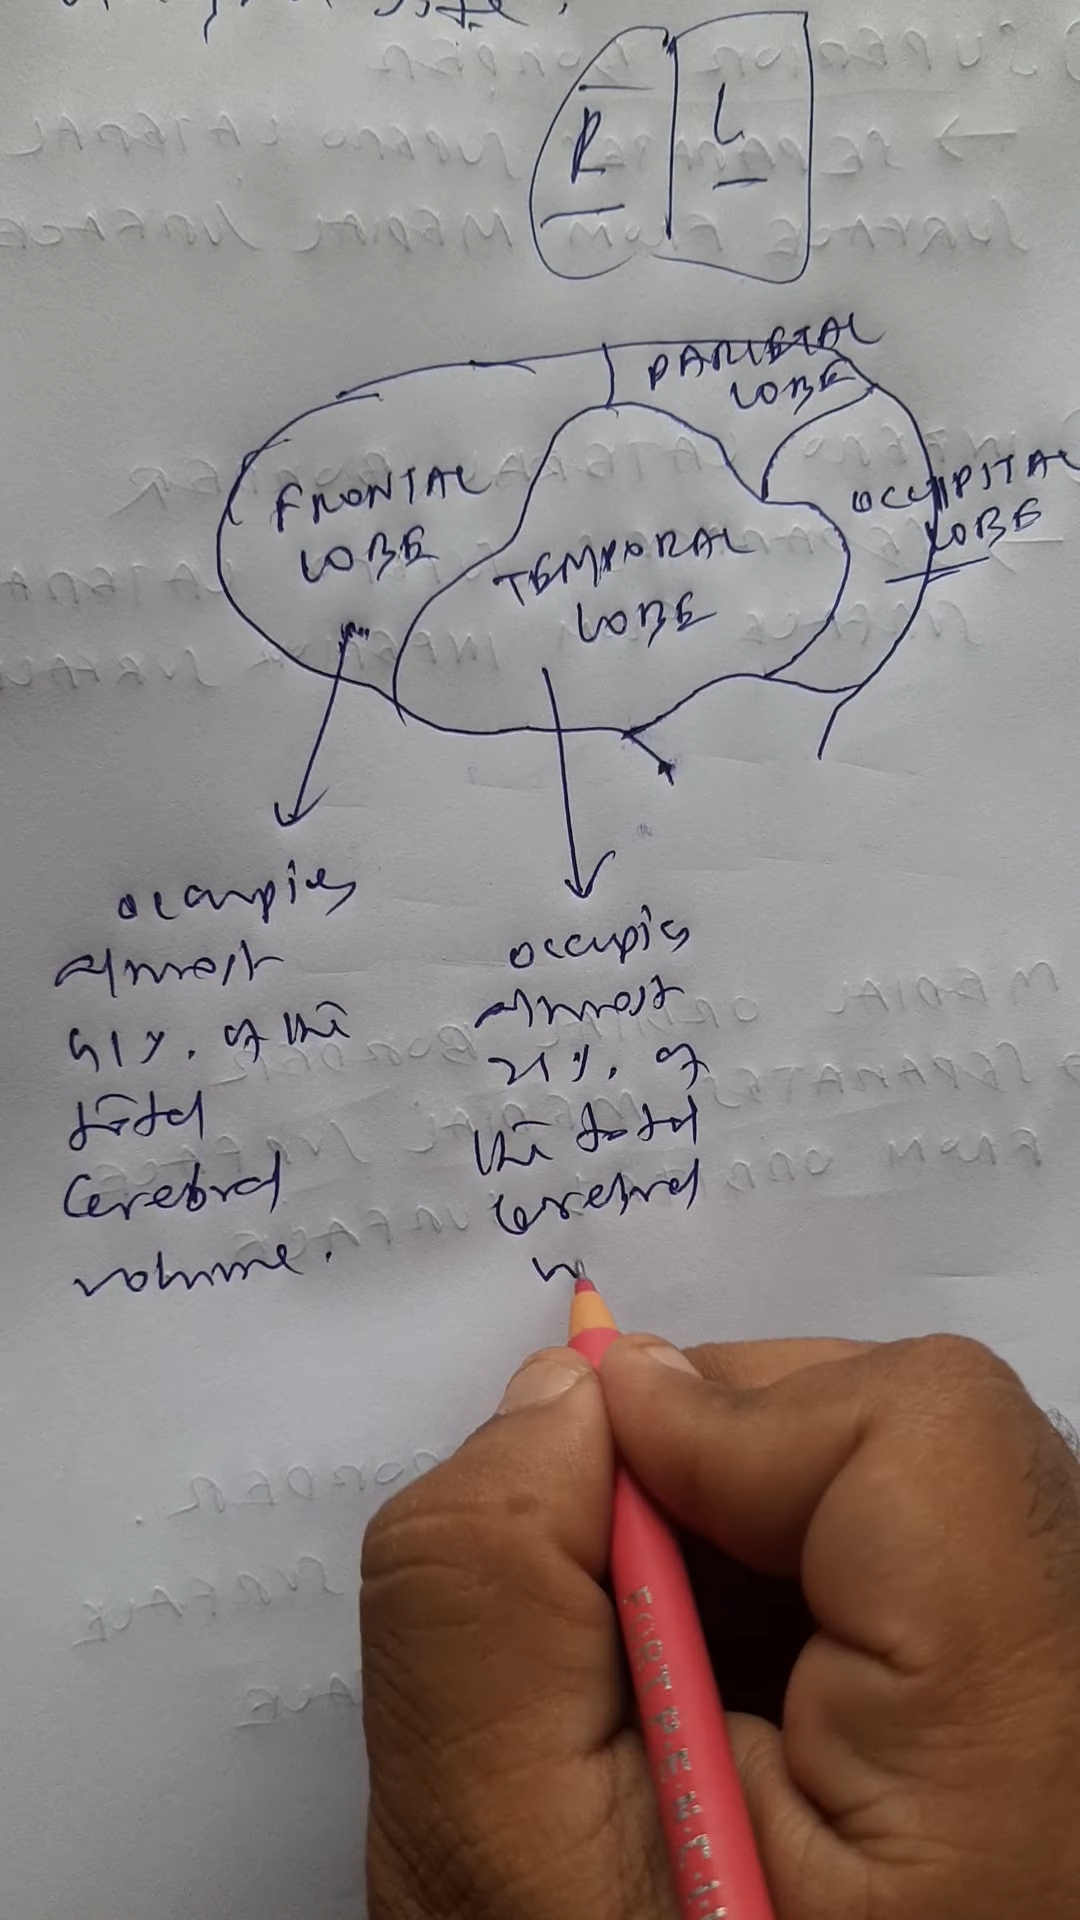 R
L
PARIETAL
LOBE
FRONTAL
LOBE
OCCIPITAL
LOBE
TEMPORAL
LOBE
occupies
almost
41%. of the
total
Cerebral
volume.
occupies
almost
21%. of
the total
Cerebral